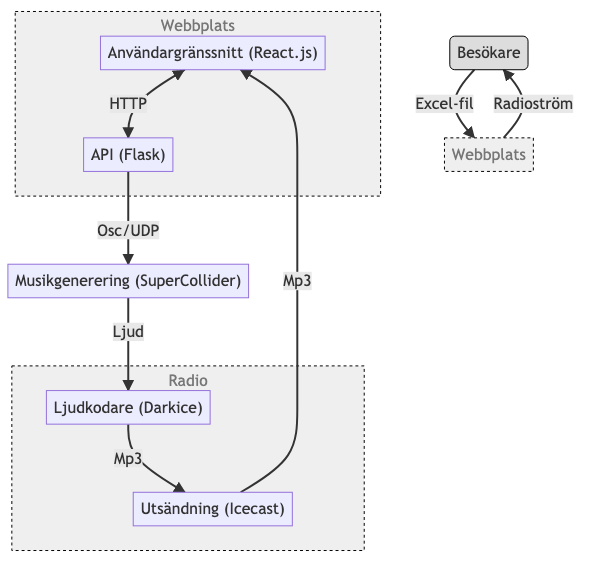 Webbplats
Användargränssnitt (React.js)
HTTP
API (Flask)
Osc/UDP
Musikgenerering (SuperCollider)
Mp3
Ljud
Radio
Ljudkodare (Darkice)
Mp3
Utsändning (Icecast)
Besökare
Excel-fil
Radioström
Webbplats